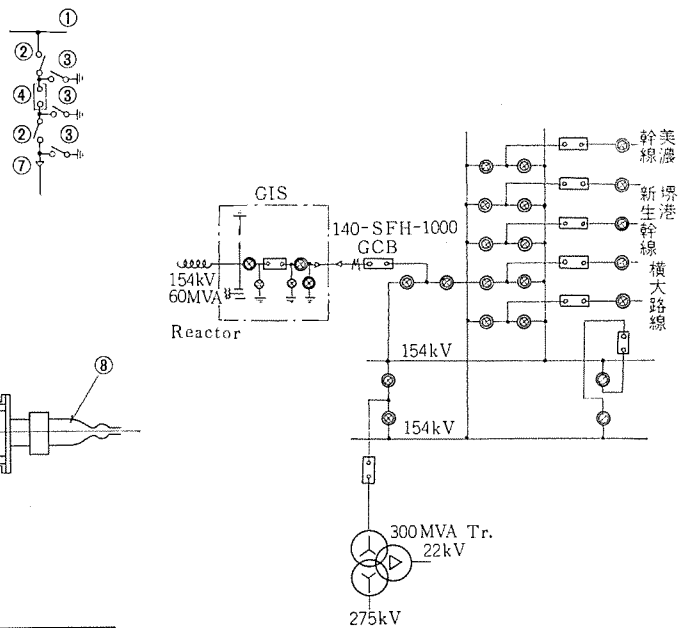 ①
②
③
④
③
②
③
⑦
GIS
140-SFH-1000
GCB
154kV
60MVA
Reactor
美濃
幹線
堺港
新生幹線
横大路線
154kV
154kV
⑧
300MVA Tr.
22kV
275kV